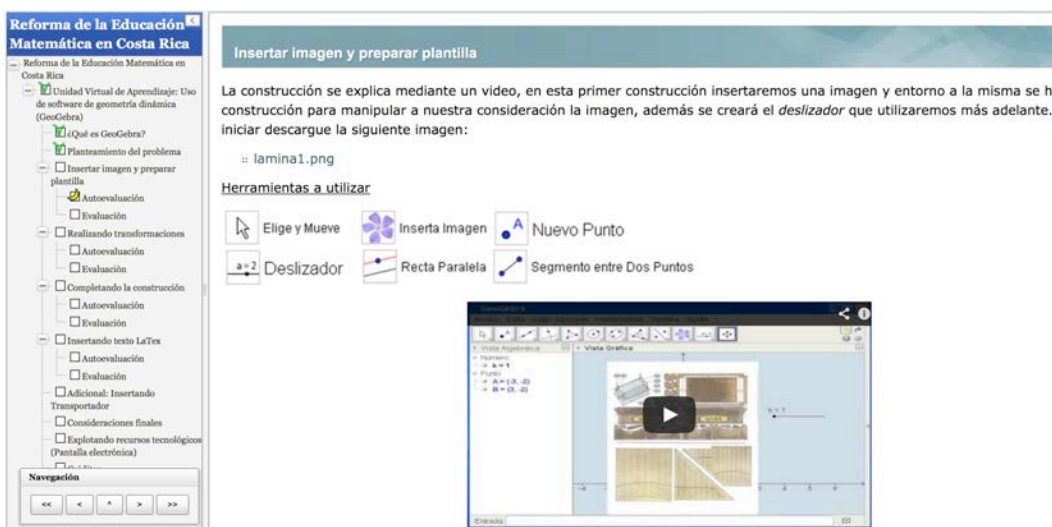 Reforma de la Educación
Matemática en Costa Rica
Reforma de la Educación Matemática en
Costa Rica
Unidad Virtual de Aprendizaje: Uso
de software de geometría dinámica
(GeoGebra)
¿Qué es GeoGebra?
Planteamiento del problema
Insertar imagen y preparar
plantilla
Autoevaluación
Evaluación
Realizando transformaciones
Autoevaluación
Evaluación
Completando la construcción
Autoevaluación
Evaluación
Insertando texto LaTex
Autoevaluación
Evaluación
Adicional: Insertando
Transportador
Consideraciones finales
Explotando recursos tecnológicos
(Pantalla electrónica)
Navegación
<< < ^ > >>
Insertar imagen y preparar plantilla
La construcción se explica mediante un video, en esta primer construcción insertaremos una imagen y entorno a la misma se h
construcción para manipular a nuestra consideración la imagen, además se creará el deslizador que utilizaremos más adelante.
iniciar descargue la siguiente imagen:
:: lamina1.png
Herramientas a utilizar
Elige y Mueve Inserta Imagen A Nuevo Punto
a=2 Deslizador Recta Paralela Segmento entre Dos Puntos
GeoGebra
Vista Algebraica Vista Gráfica
Número
k = 1
Punto
A = (-3, -2)
B = (3, -2)
k = 1
Entrada: